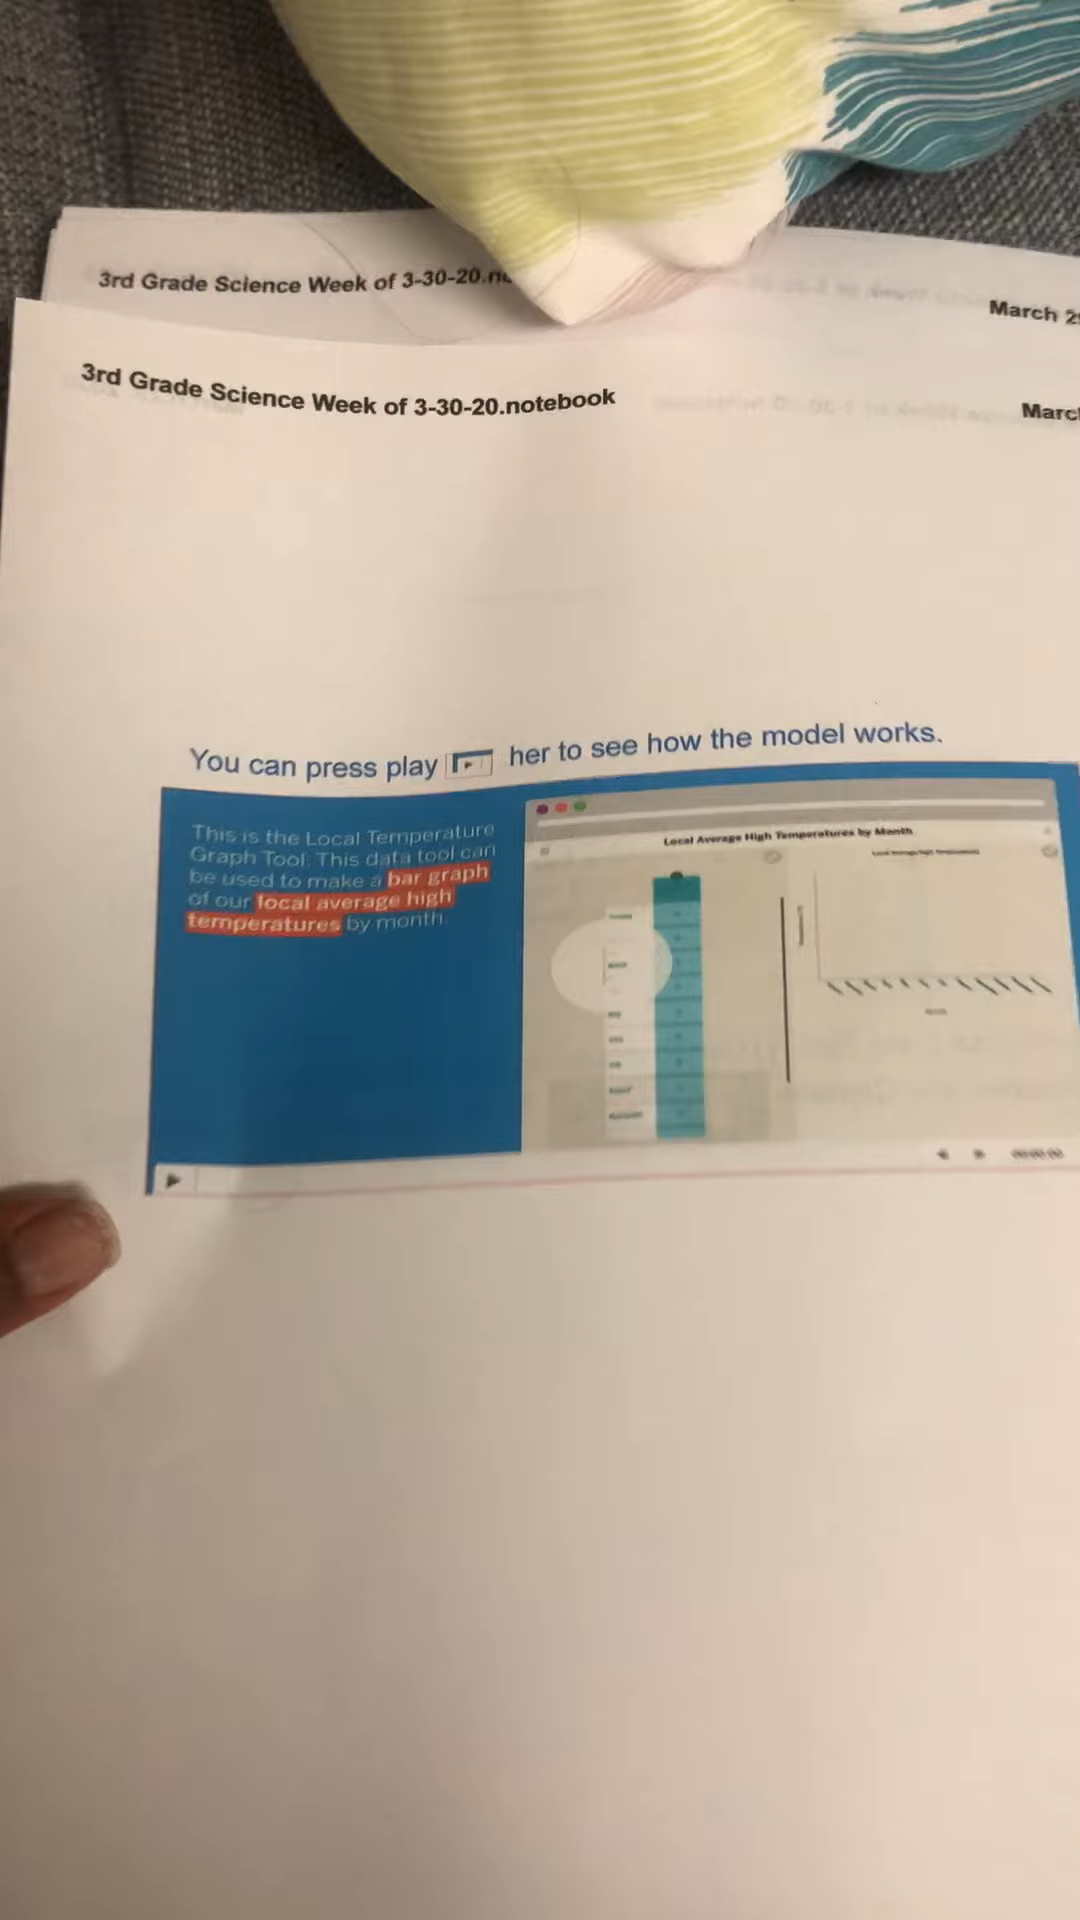 3rd Grade Science Week of 3-30-20.
March
3rd Grade Science Week of 3-30-20.notebook
You can press play her to see how the model works.
This is the Local Temperature
Graph Tool. This data tool can
be used to make a bar graph
of our local average high
temperatures by month.
Local Average High Temperatures by Month